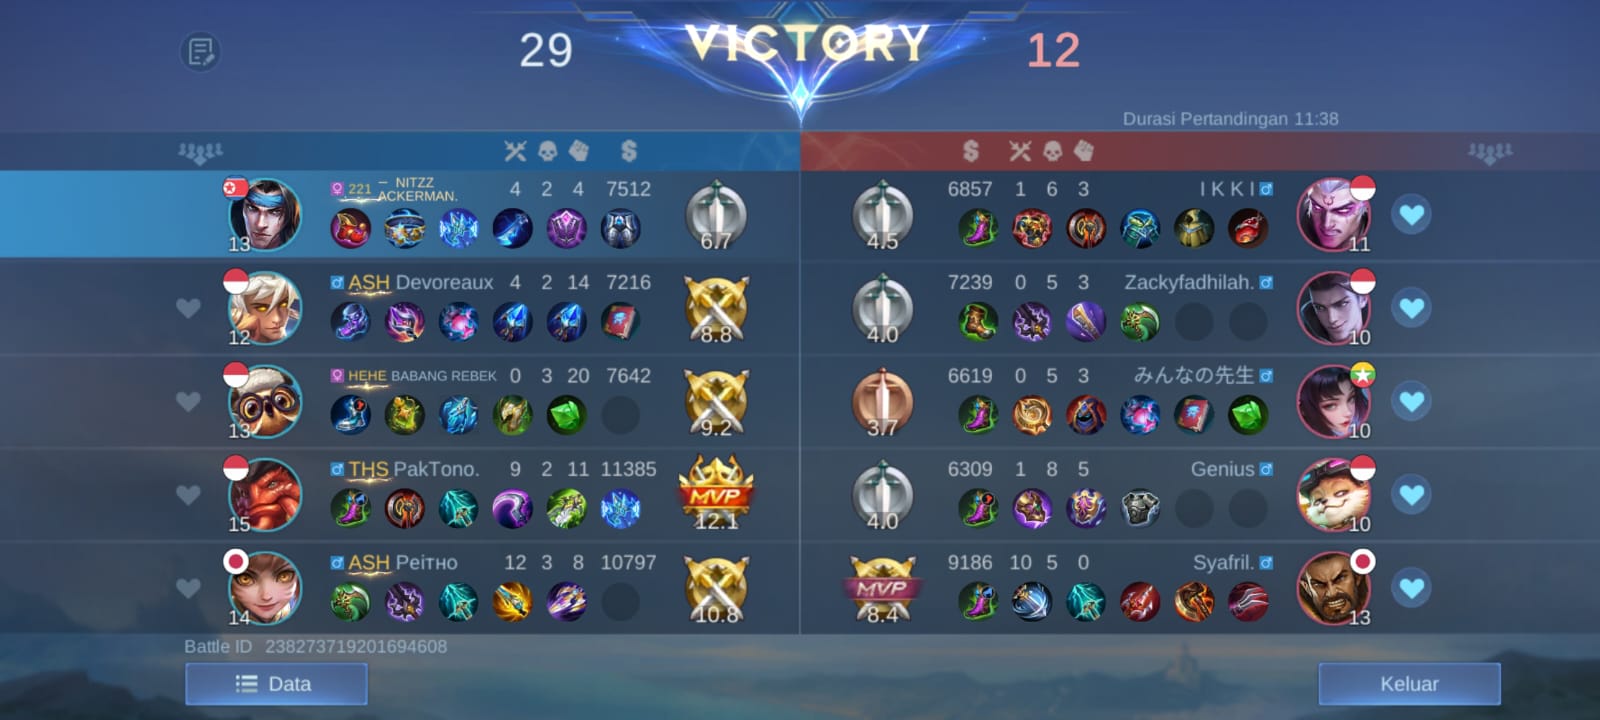 29 VICTORY 12
Durasi Pertandingan 11:38
221 — NITZZ ACKERMAN. 4 2 4 7512
13 6.7
6857 1 6 3 I K K I
4.5 11
ASH Devoreaux 4 2 14 7216
12 8.8
7239 0 5 3 Zackyfadhilah.
4.0 10
HEHE BABANG REBEK 0 3 20 7642
13 9.2
6619 0 5 3 みんなの先生
3.7 10
THS PakTono. 9 2 11 11385
15 MVP 12.1
6309 1 8 5 Genius
4.0 10
ASH Peітнo 12 3 8 10797
14 10.8
9186 10 5 0 Syafril.
MVP 8.4 13
Battle ID 238273719201694608
Data
Keluar